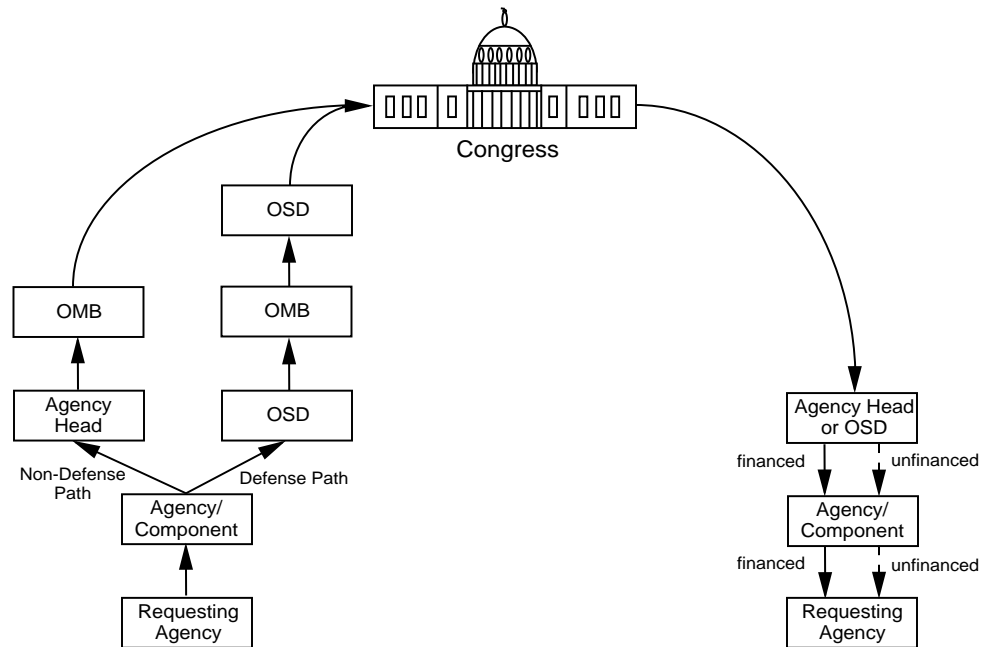 Congress
OSD
OMB
OMB
Agency
Head
OSD
Non-Defense
Path
Defense Path
Agency/
Component
Requesting
Agency
Agency Head
or OSD
financed
unfinanced
Agency/
Component
financed
unfinanced
Requesting
Agency